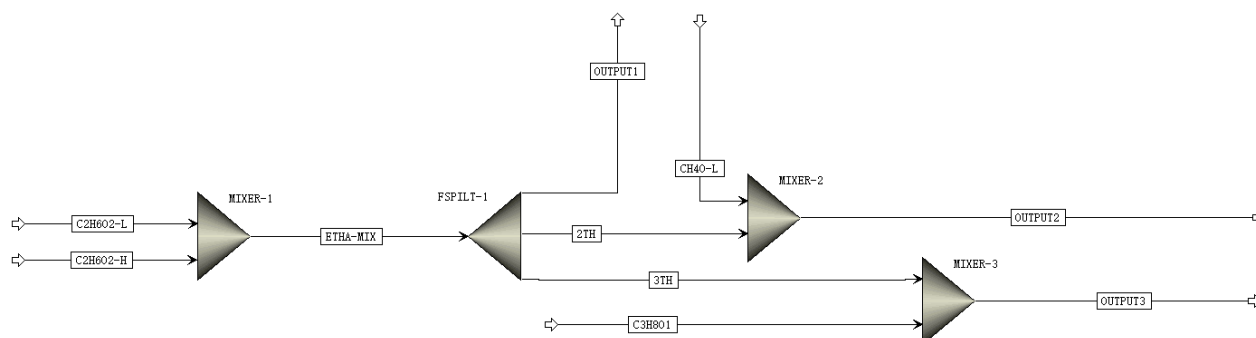 OUTPUT1
CH4O-L
MIXER-1
FSPILT-1
MIXER-2
C2H6O2-L
C2H6O2-H
ETHA-MIX
2TH
OUTPUT2
3TH
MIXER-3
C3H8O1
OUTPUT3